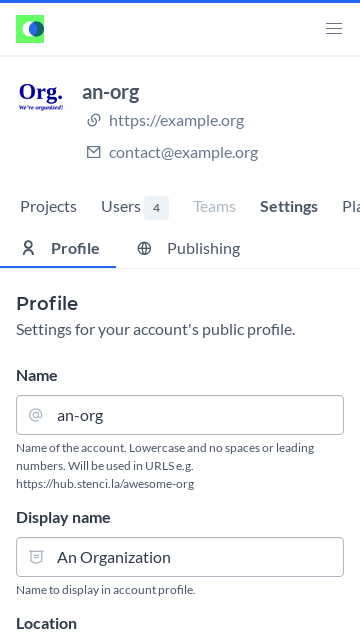 Org.
We're organized!
an-org
https://example.org
contact@example.org
Projects Users 4 Teams Settings Pla
Profile Publishing
Profile
Settings for your account's public profile.
Name
@ an-org
Name of the account. Lowercase and no spaces or leading
numbers. Will be used in URLS e.g.
https://hub.stenci.la/awesome-org
Display name
An Organization
Name to display in account profile.
Location